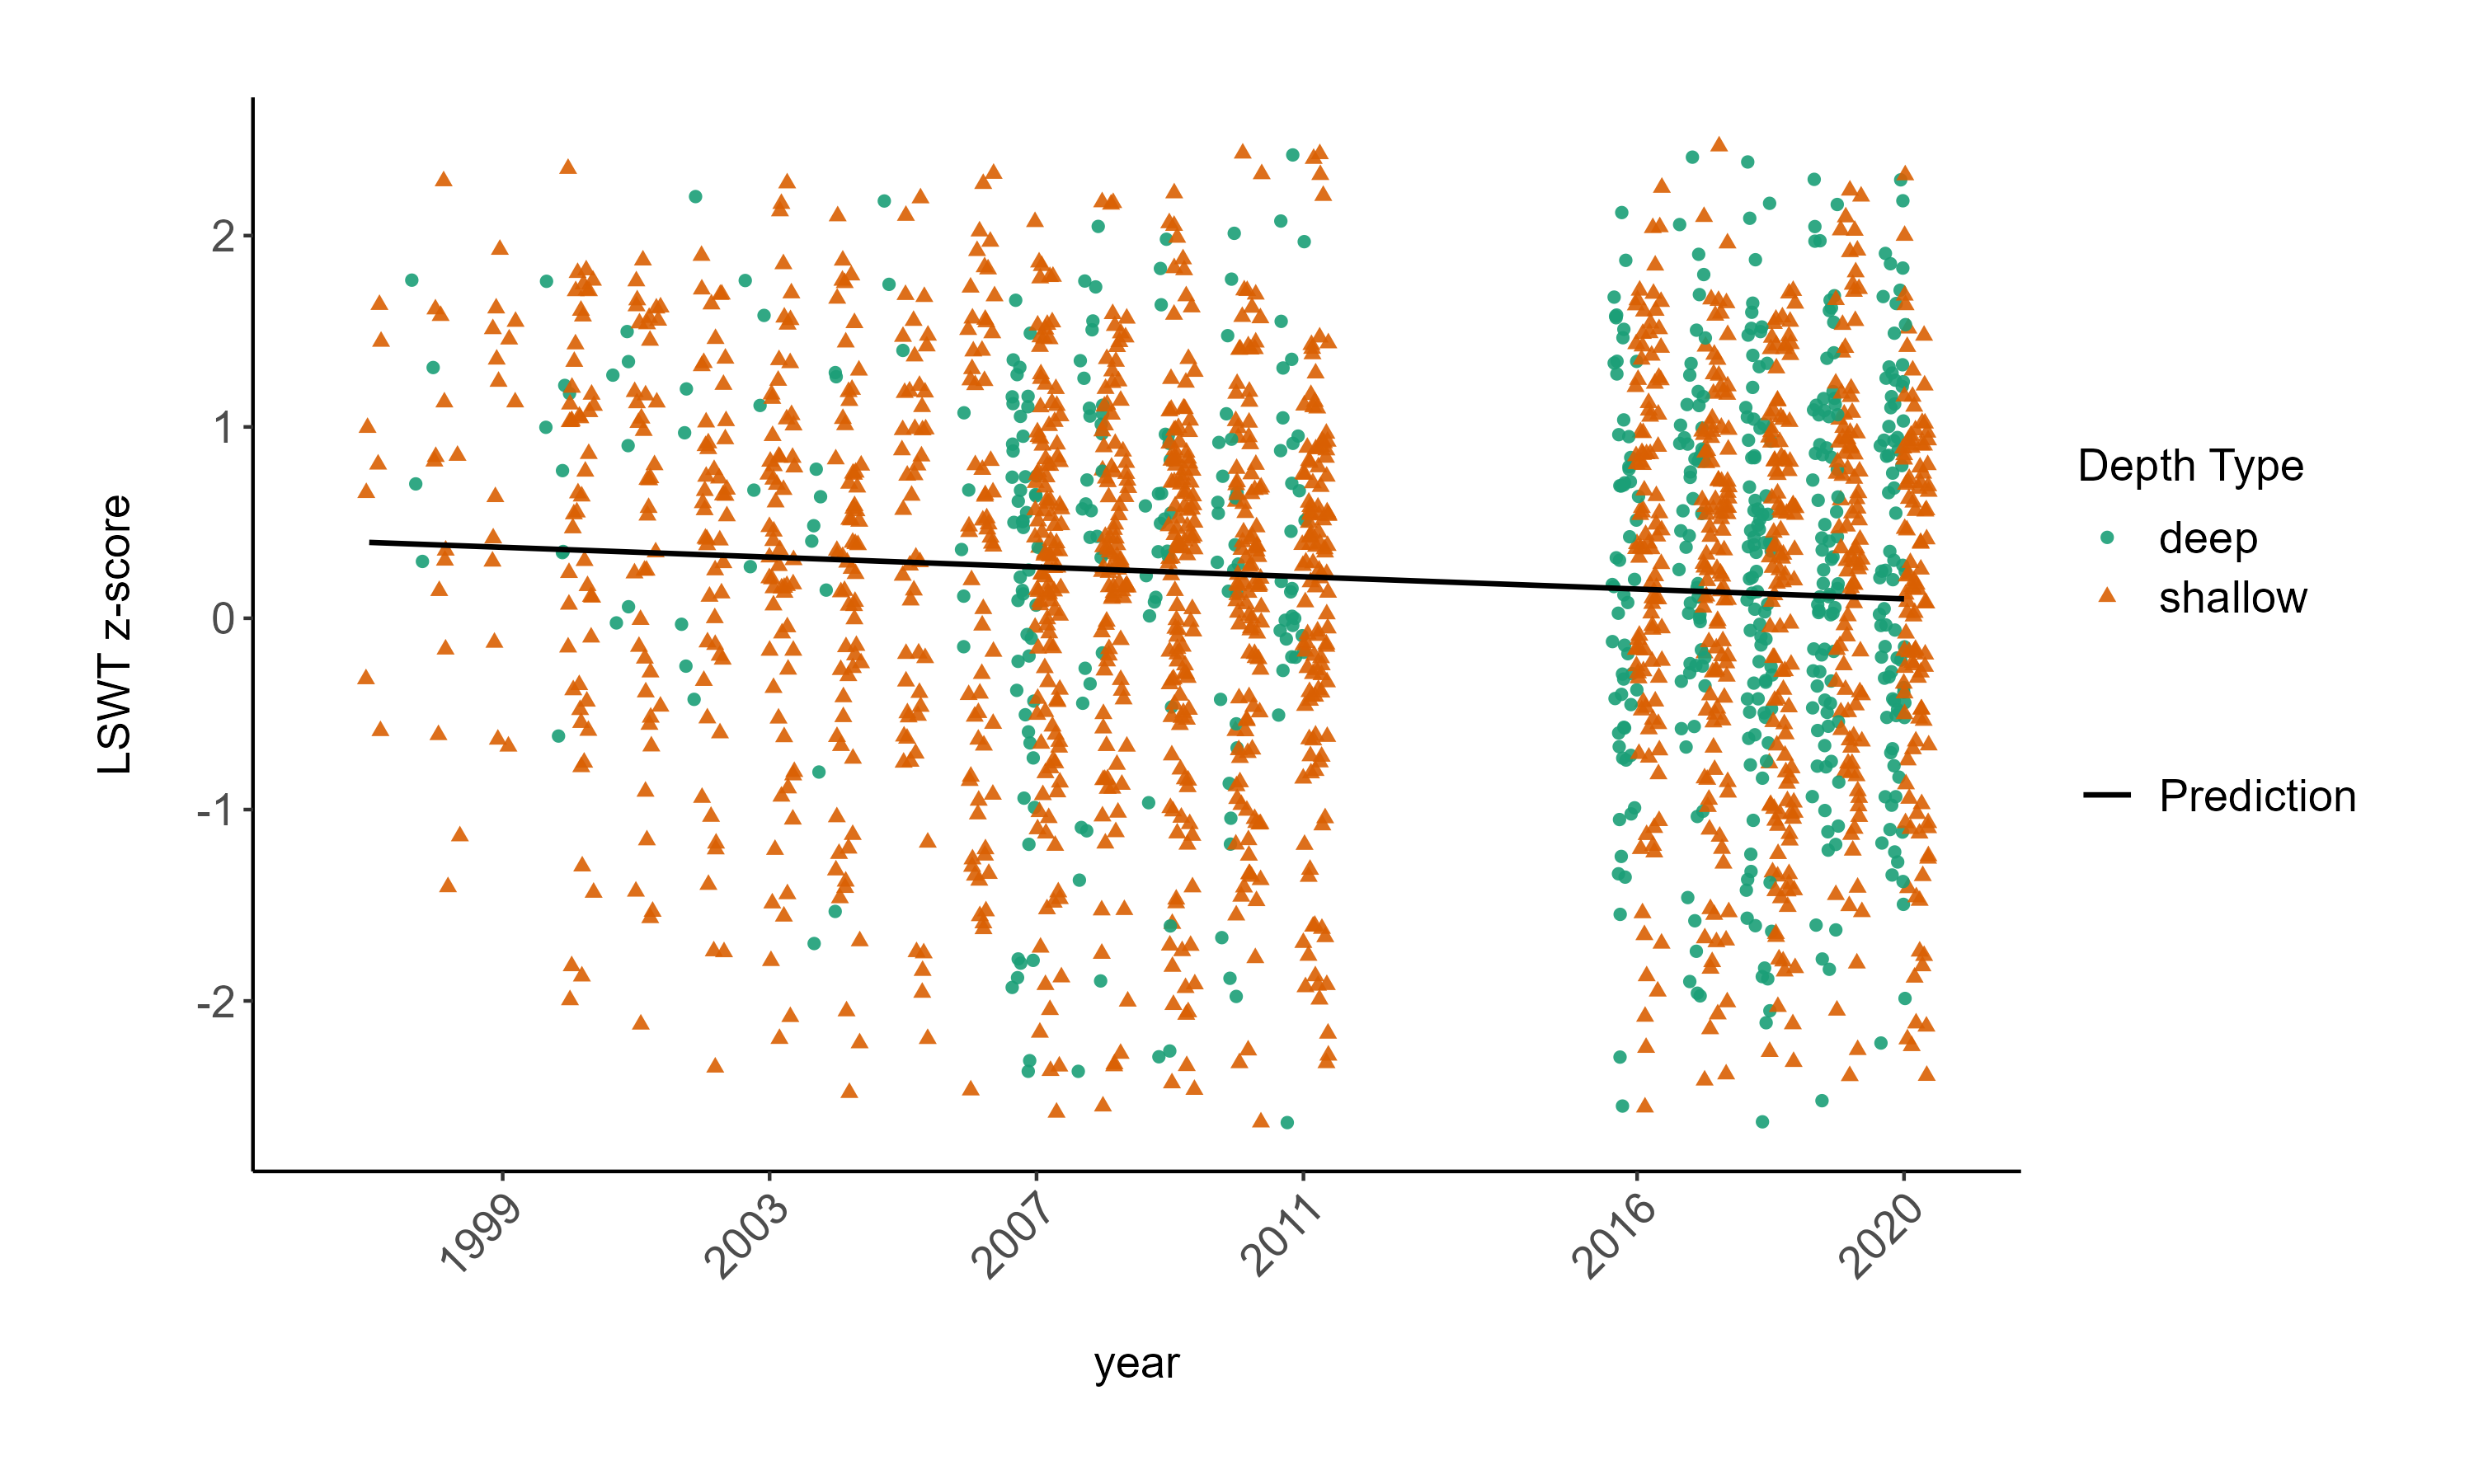 LSWT z-score
2
1
0
-1
-2
1999
2003
2007
2011
2016
2020
year
Depth Type
deep
shallow
Prediction